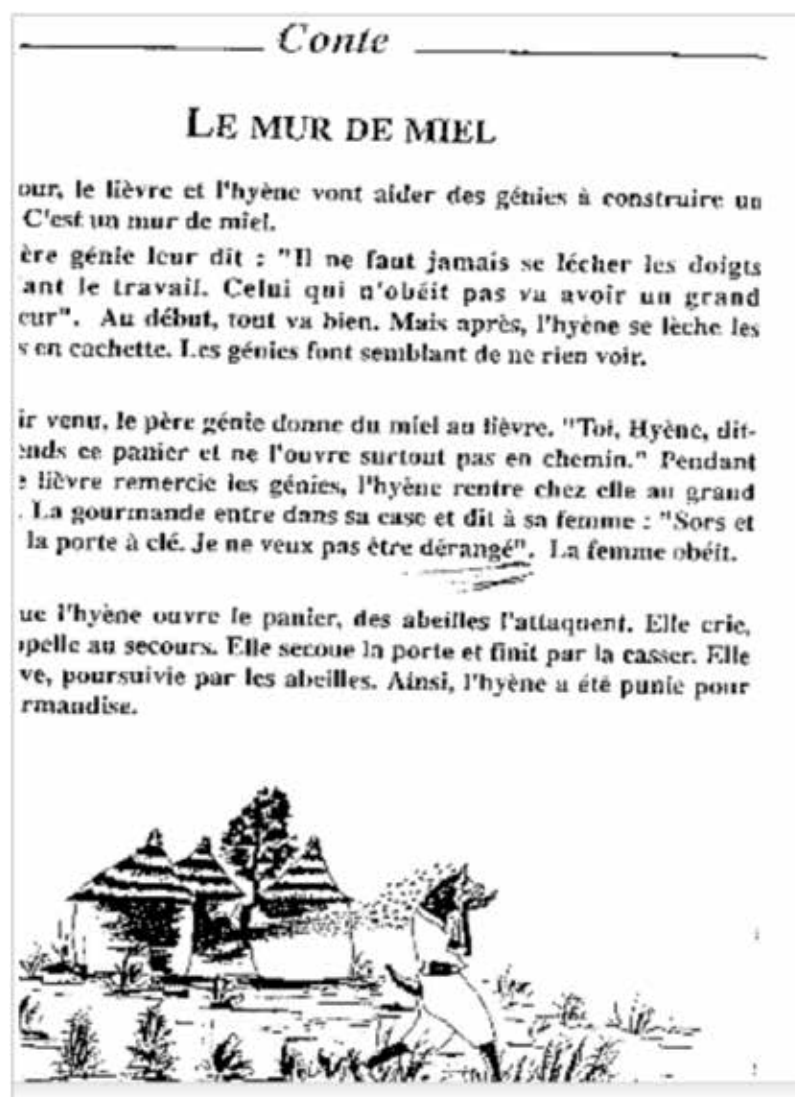 Conte
LE MUR DE MIEL
our, le lièvre et l'hyène vont aider des génies à construire un
C'est un mur de miel.
ère génie leur dit : "Il ne faut jamais se lécher les doigts
ant le travail. Celui qui n'obéit pas va avoir un grand
eur". Au début, tout va bien. Mais après, l'hyène se lèche les
s en cachette. Les génies font semblant de ne rien voir.
ir venu, le père génie donne du miel au lièvre. "Toi, Hyène, dit-
ends ce panier et ne l'ouvre surtout pas en chemin." Pendant
e lièvre remercie les génies, l'hyène rentre chez elle au grand
. La gourmande entre dans sa case et dit à sa femme : "Sors et
la porte à clé. Je ne veux pas être dérangé". La femme obéit.
ue l'hyène ouvre le panier, des abeilles l'attaquent. Elle crie,
ppelle au secours. Elle secoue la porte et finit par la casser. Elle
ve, poursuivie par les abeilles. Ainsi, l'hyène a été punie pour
rmandise.